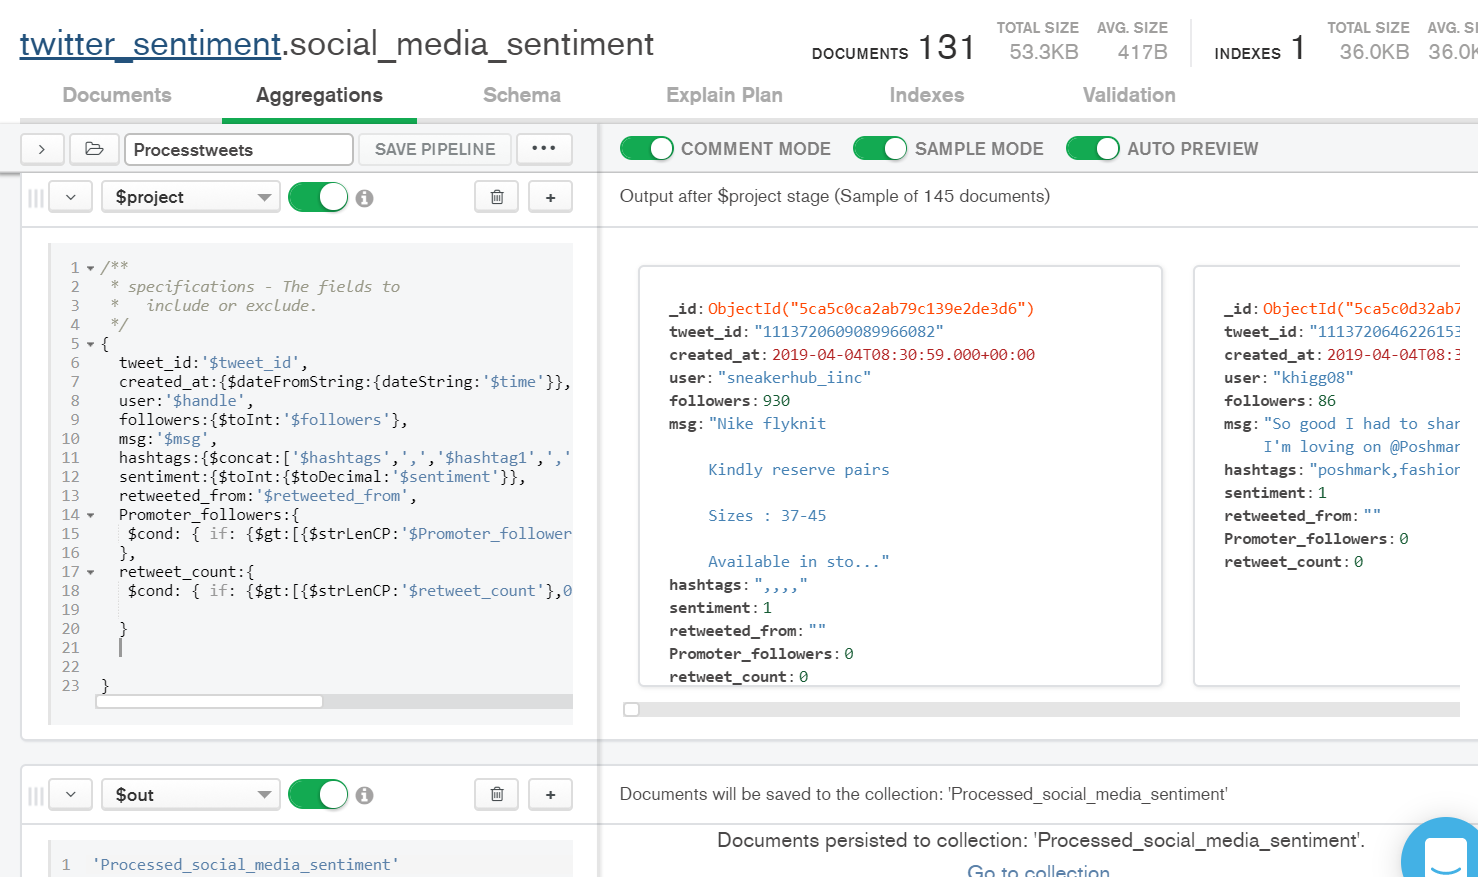 twitter_sentiment.social_media_sentiment
DOCUMENTS 131
TOTAL SIZE 53.3KB
AVG. SIZE 417B
INDEXES 1
TOTAL SIZE 36.0KB
AVG. SI 36.0K
Documents Aggregations Schema Explain Plan Indexes Validation
Processtweets SAVE PIPELINE ...
COMMENT MODE SAMPLE MODE AUTO PREVIEW
$project
1 /**
2 * specifications - The fields to
3 * include or exclude.
4 */
5 {
6 tweet_id:'$tweet_id',
7 created_at:{$dateFromString:{dateString:'$time'}},
8 user:'$handle',
9 followers:{$toInt:'$followers'},
10 msg:'$msg',
11 hashtags:{$concat:['$hashtags',',','$hashtag1',','
12 sentiment:{$toInt:{$toDecimal:'$sentiment'}},
13 retweeted_from:'$retweeted_from',
14 Promoter_followers:{
15 $cond: { if: {$gt:[{$strLenCP:'$Promoter_follower
16 },
17 retweet_count:{
18 $cond: { if: {$gt:[{$strLenCP:'$retweet_count'},0
19
20 }
21
22
23 }
Output after $project stage (Sample of 145 documents)
_id:ObjectId("5ca5c0ca2ab79c139e2de3d6")
tweet_id:"1113720609089966082"
created_at:2019-04-04T08:30:59.000+00:00
user:"sneakerhub_iinc"
followers:930
msg:"Nike flyknit
Kindly reserve pairs
Sizes : 37-45
Available in sto..."
hashtags:",,,,"
sentiment:1
retweeted_from:""
Promoter_followers:0
retweet_count:0
_id:ObjectId("5ca5c0d32ab7
tweet_id:"1113720646226153
created_at:2019-04-04T08:3
user:"khigg08"
followers:86
msg:"So good I had to shar
I'm loving on @Poshmar
hashtags:"poshmark,fashion
sentiment:1
retweeted_from:""
Promoter_followers:0
retweet_count:0
$out
1 'Processed_social_media_sentiment'
Documents will be saved to the collection: 'Processed_social_media_sentiment'
Documents persisted to collection: 'Processed_social_media_sentiment'.
Go to collection